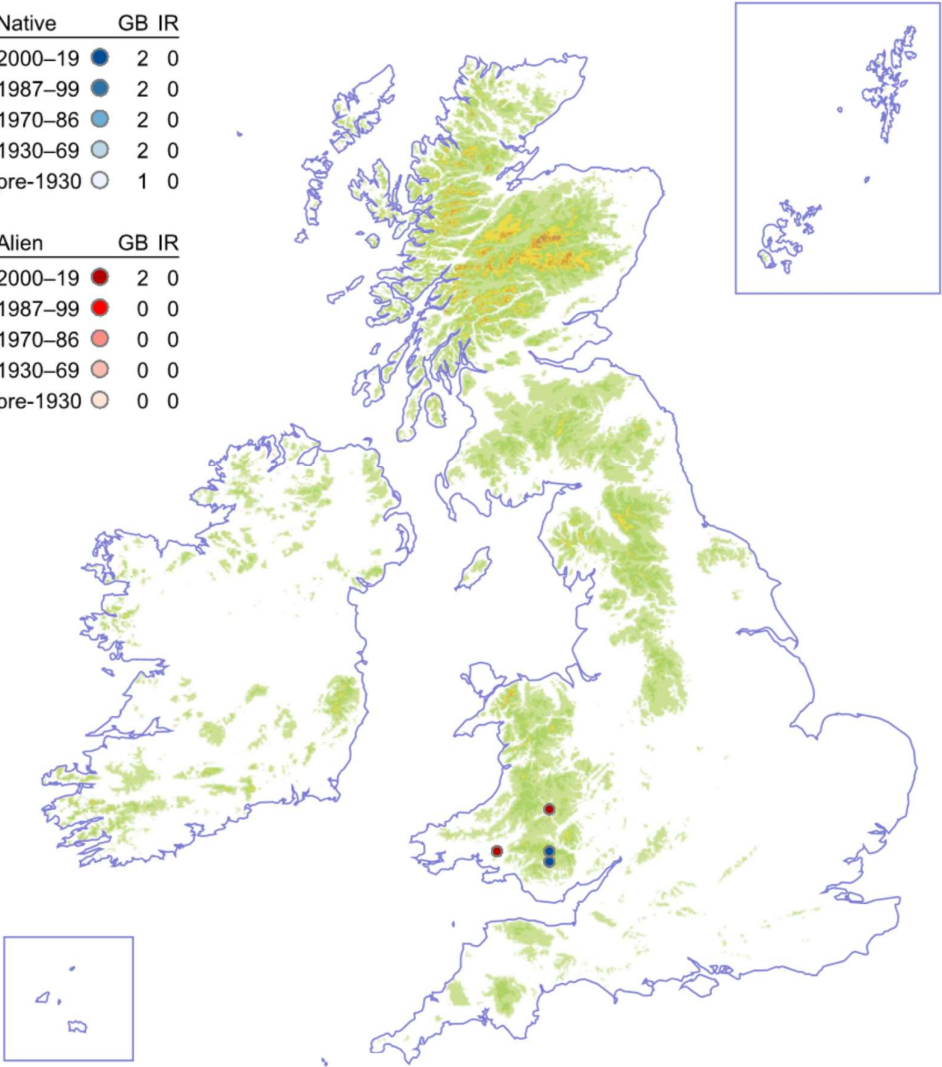 Native GB IR
2000–19 2 0
1987–99 2 0
1970–86 2 0
1930–69 2 0
pre-1930 1 0
Alien GB IR
2000–19 2 0
1987–99 0 0
1970–86 0 0
1930–69 0 0
pre-1930 0 0